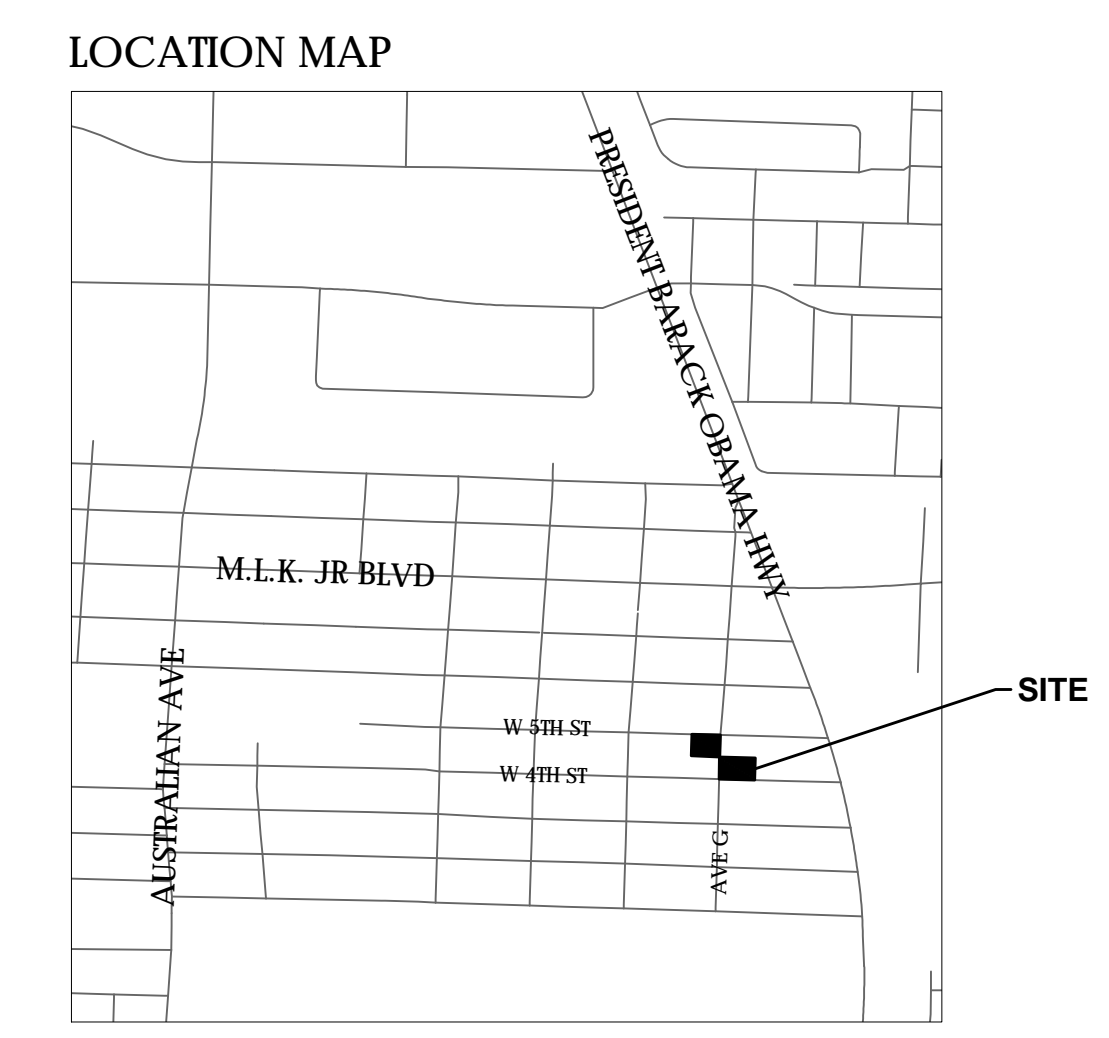 LOCATION MAP
PRESIDENT BARACK OBAMA HWY
M.L.K. JR BLVD
AUSTRALIAN AVE
SITE
W 5TH ST
W 4TH ST
AVE G